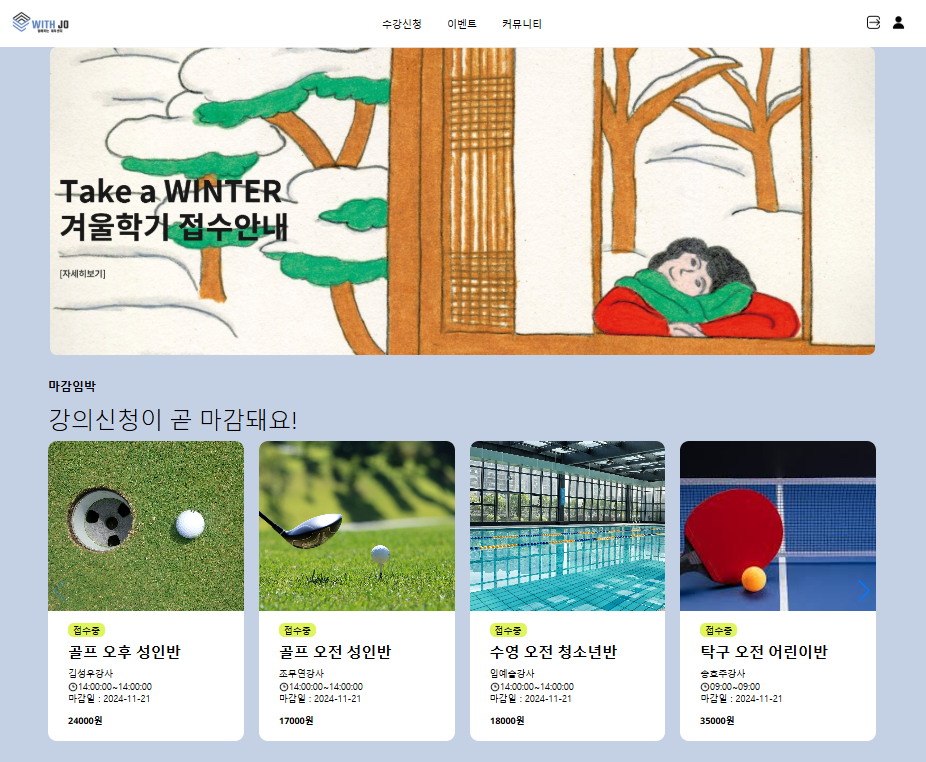 WITH JO
수강신청 이벤트 커뮤니티
Take a WINTER
겨울학기 접수안내
[자세히보기]
마감임박
강의신청이 곧 마감돼요!
접수중
골프 오후 성인반
김성우강사
14:00:00~14:00:00
마감일 : 2024-11-21
24000원
접수중
골프 오전 성인반
조무연강사
14:00:00~14:00:00
마감일 : 2024-11-21
17000원
접수중
수영 오전 청소년반
임예슬강사
14:00:00~14:00:00
마감일 : 2024-11-21
18000원
접수중
탁구 오전 어린이반
송효주강사
09:00~09:00
마감일 : 2024-11-21
35000원